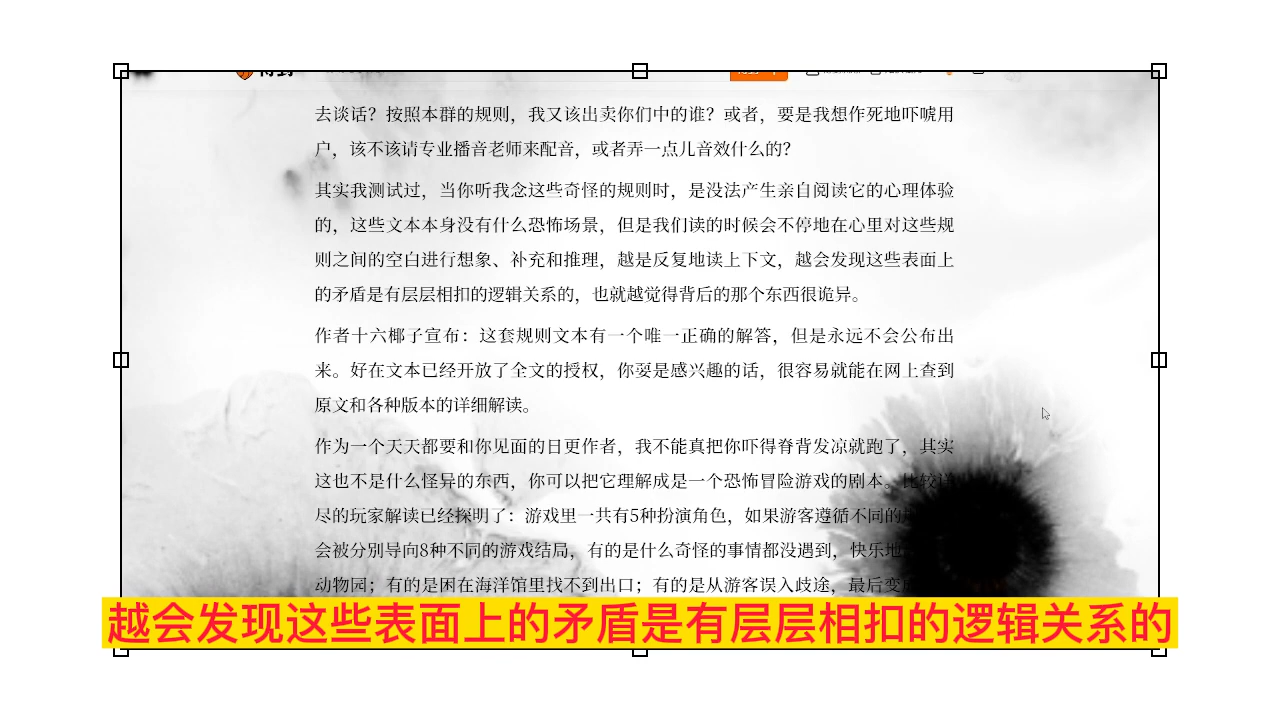 去谈话？按照本群的规则，我又该出卖你们中的谁？或者，要是我想作死地吓唬用
户，该不该请专业播音老师来配音，或者弄一点儿音效什么的？
其实我测试过，当你听我念这些奇怪的规则时，是没法产生亲自阅读它的心理体验
的，这些文本本身没有什么恐怖场景，但是我们读的时候会不停地在心里对这些规
则之间的空白进行想象、补充和推理，越是反复地读上下文，越会发现这些表面上
的矛盾是有层层相扣的逻辑关系的，也就越觉得背后的那个东西很诡异。
作者十六椰子宣布：这套规则文本有一个唯一正确的解答，但是永远不会公布出
来。好在文本已经开放了全文的授权，你要是感兴趣的话，很容易就能在网上查到
原文和各种版本的详细解读。
作为一个天天都要和你见面的日更作者，我不能真把你吓得脊背发凉就跑了，其实
这也不是什么怪异的东西，你可以把它理解成是一个恐怖冒险游戏的剧本。比较详
尽的玩家解读已经探明了：游戏里一共有5种扮演角色，如果游客遵循不同的
会被分别导向8种不同的游戏结局，有的是什么奇怪的事情都没遇到，快乐地
动物园；有的是困在海洋馆里找不到出口；有的是从游客误入歧途，最后变
越会发现这些表面上的矛盾是有层层相扣的逻辑关系的